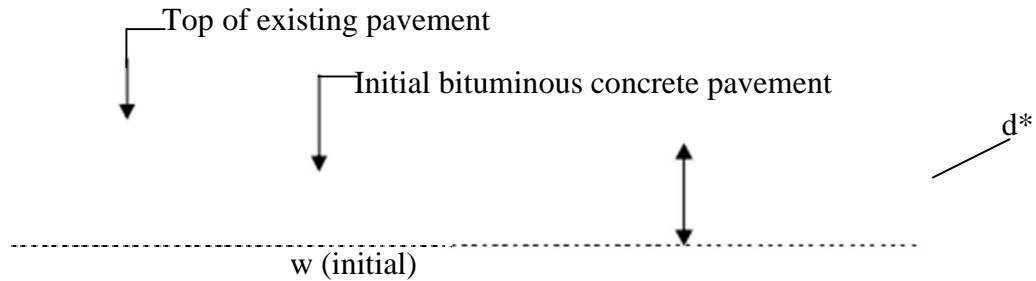 Top of existing pavement
Initial bituminous concrete pavement
d*
w (initial)